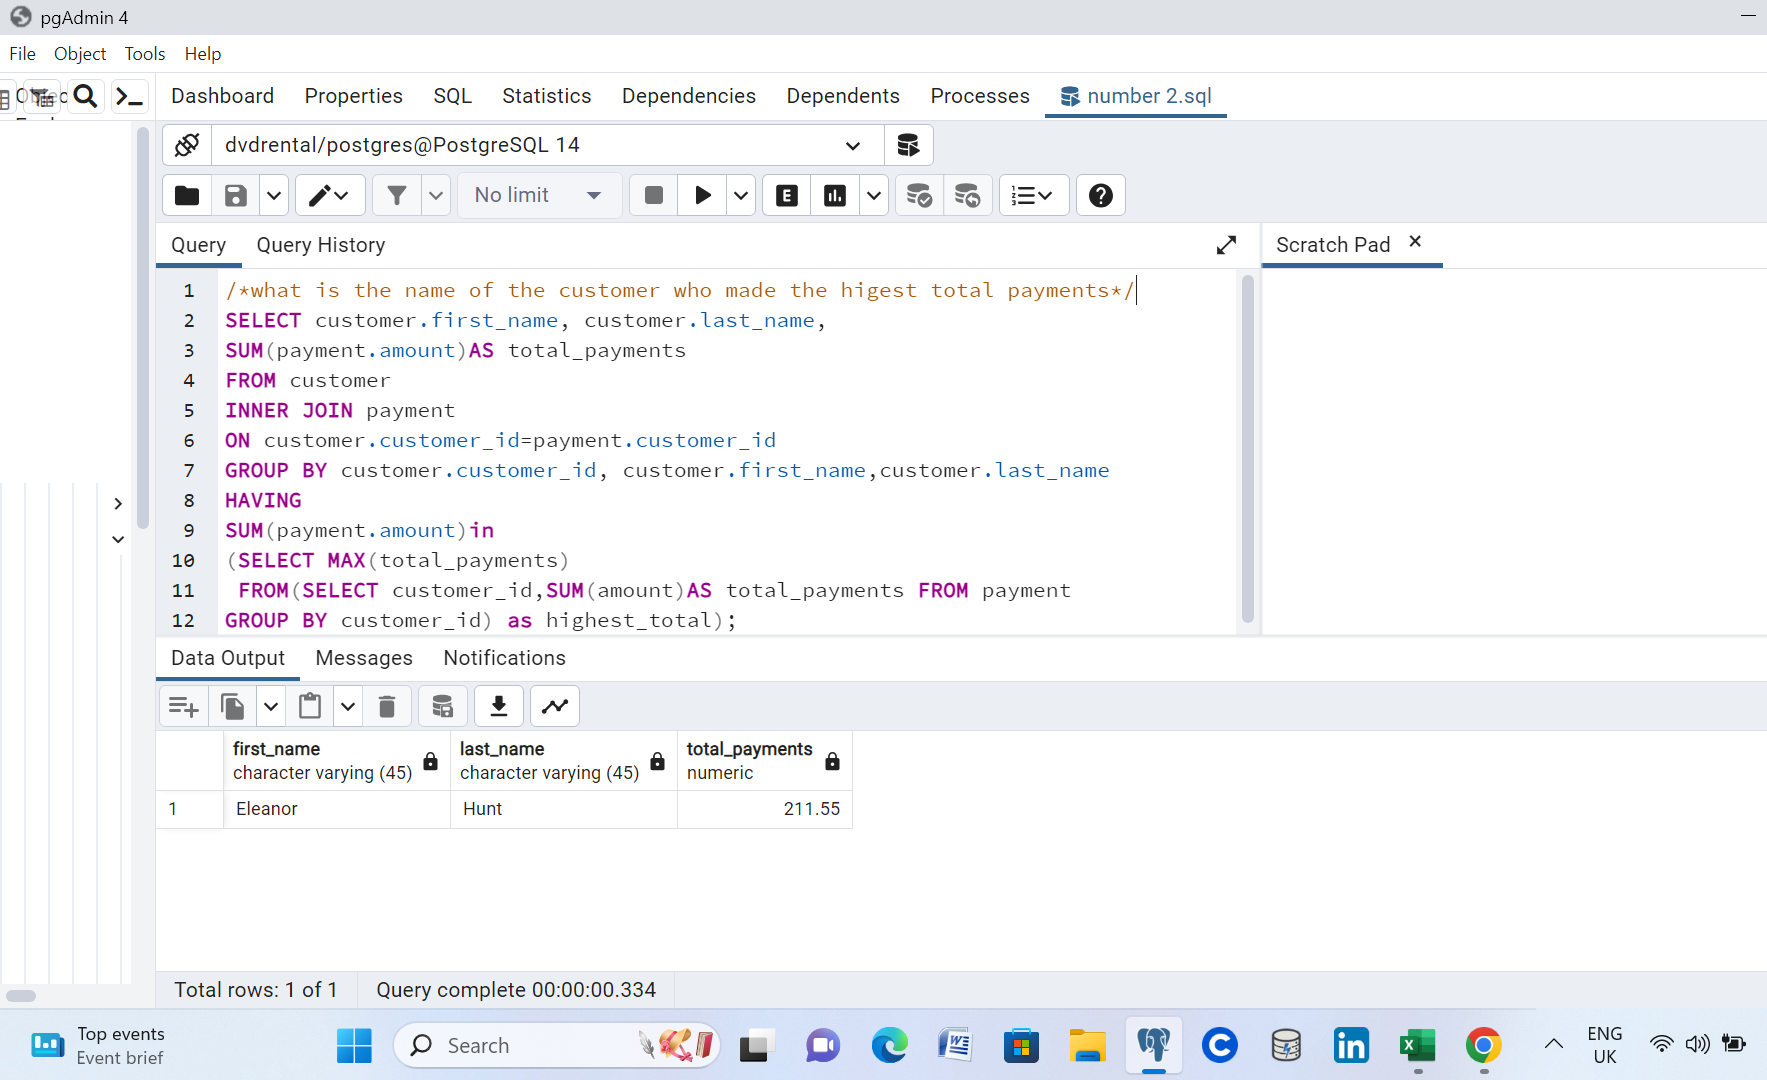 pgAdmin 4
File Object Tools Help
Dashboard Properties SQL Statistics Dependencies Dependents Processes number 2.sql
dvdrental/postgres@PostgreSQL 14
No limit
E
Query Query History
Scratch Pad
1 /*what is the name of the customer who made the higest total payments*/
2 SELECT customer.first_name, customer.last_name,
3 SUM(payment.amount)AS total_payments
4 FROM customer
5 INNER JOIN payment
6 ON customer.customer_id=payment.customer_id
7 GROUP BY customer.customer_id, customer.first_name,customer.last_name
8 HAVING
9 SUM(payment.amount)in
10 (SELECT MAX(total_payments)
11 FROM(SELECT customer_id,SUM(amount)AS total_payments FROM payment
12 GROUP BY customer_id) as highest_total);
Data Output Messages Notifications
first_name last_name total_payments
character varying (45) character varying (45) numeric
1 Eleanor Hunt 211.55
Total rows: 1 of 1 Query complete 00:00:00.334
Top events
Event brief
Search
ENG
UK